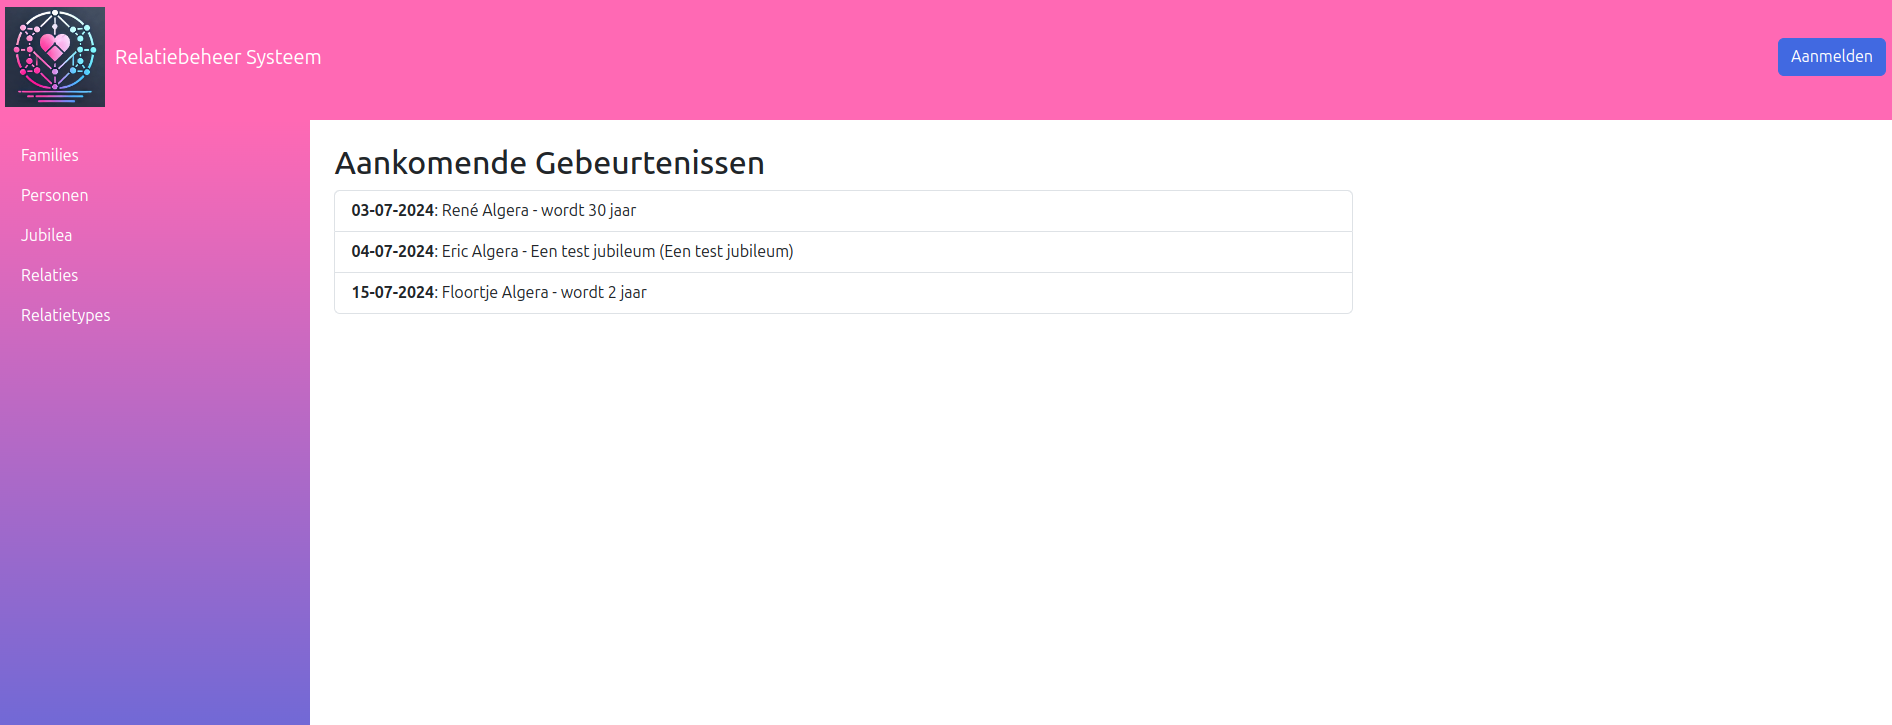 Relatiebeheer Systeem
Aanmelden
Families
Personen
Jubilea
Relaties
Relatietypes
Aankomende Gebeurtenissen
03-07-2024: René Algera - wordt 30 jaar
04-07-2024: Eric Algera - Een test jubileum (Een test jubileum)
15-07-2024: Floortje Algera - wordt 2 jaar